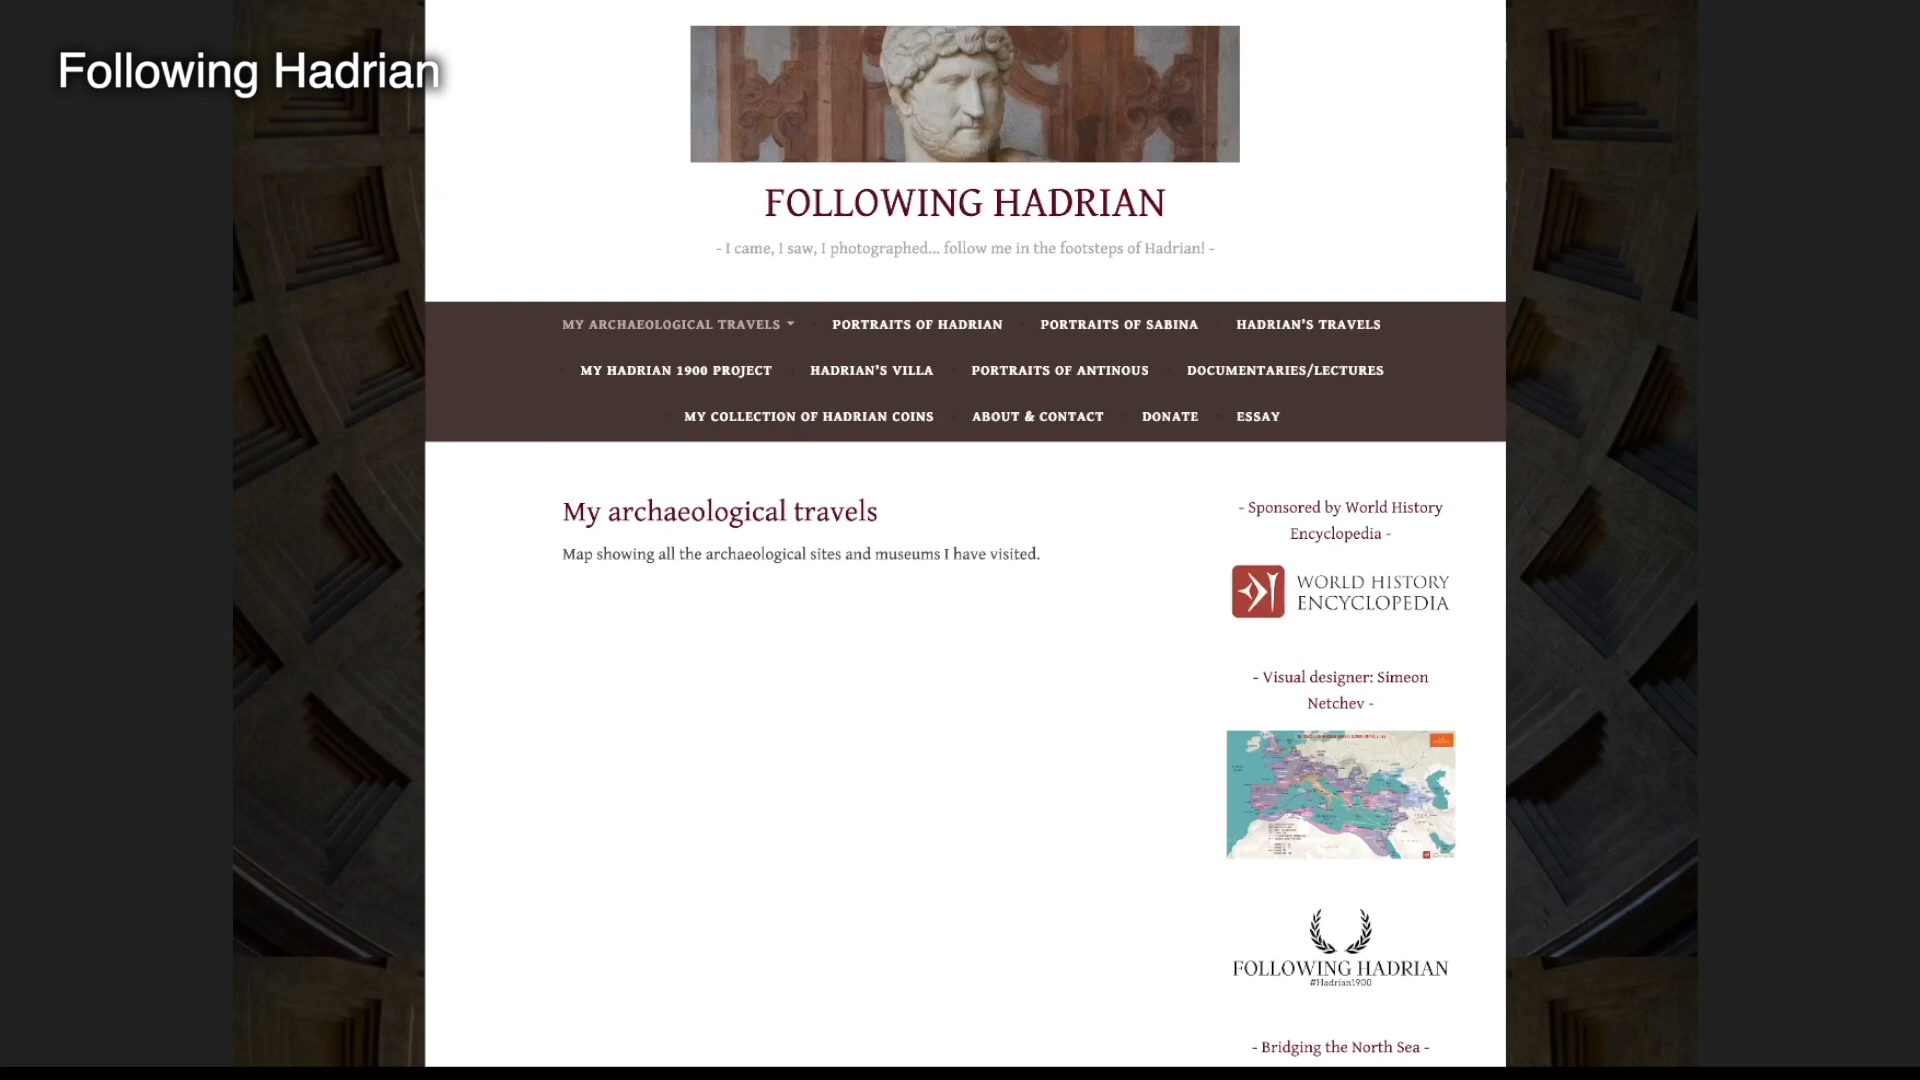 Following Hadrian
FOLLOWING HADRIAN
- I came, I saw, I photographed... follow me in the footsteps of Hadrian! -
MY ARCHAEOLOGICAL TRAVELS
PORTRAITS OF HADRIAN
PORTRAITS OF SABINA
HADRIAN'S TRAVELS
MY HADRIAN 1900 PROJECT
HADRIAN'S VILLA
PORTRAITS OF ANTINOUS
DOCUMENTARIES/LECTURES
MY COLLECTION OF HADRIAN COINS
ABOUT & CONTACT
DONATE
ESSAY
My archaeological travels
Map showing all the archaeological sites and museums I have visited.
- Sponsored by World History
Encyclopedia -
WORLD HISTORY
ENCYCLOPEDIA
- Visual designer: Simeon
Netchev -
FOLLOWING HADRIAN
#Hadrian1900
- Bridging the North Sea -